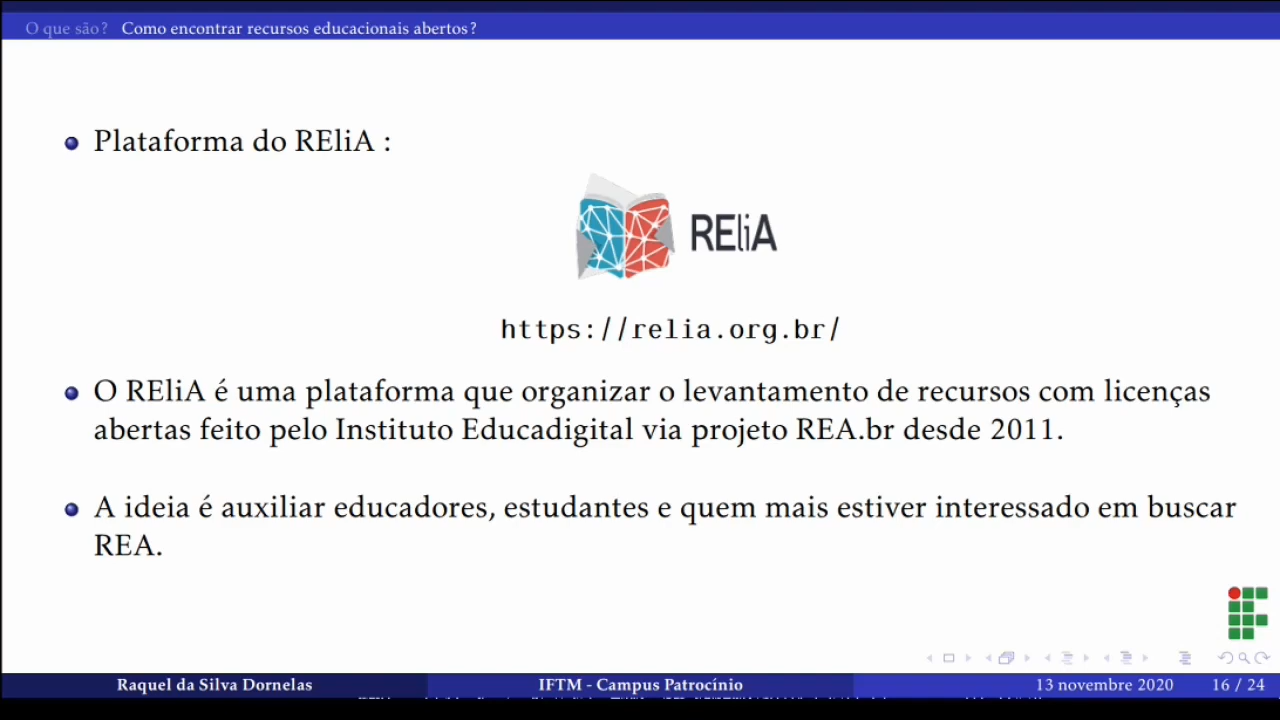 O que são? Como encontrar recursos educacionais abertos?
Plataforma do REliA :
REliA
https://relia.org.br/
O REliA é uma plataforma que organizar o levantamento de recursos com licenças
abertas feito pelo Instituto Educadigital via projeto REA.br desde 2011.
A ideia é auxiliar educadores, estudantes e quem mais estiver interessado em buscar
REA.
Raquel da Silva Dornelas IFTM - Campus Patrocínio 13 novembre 2020 16 / 24